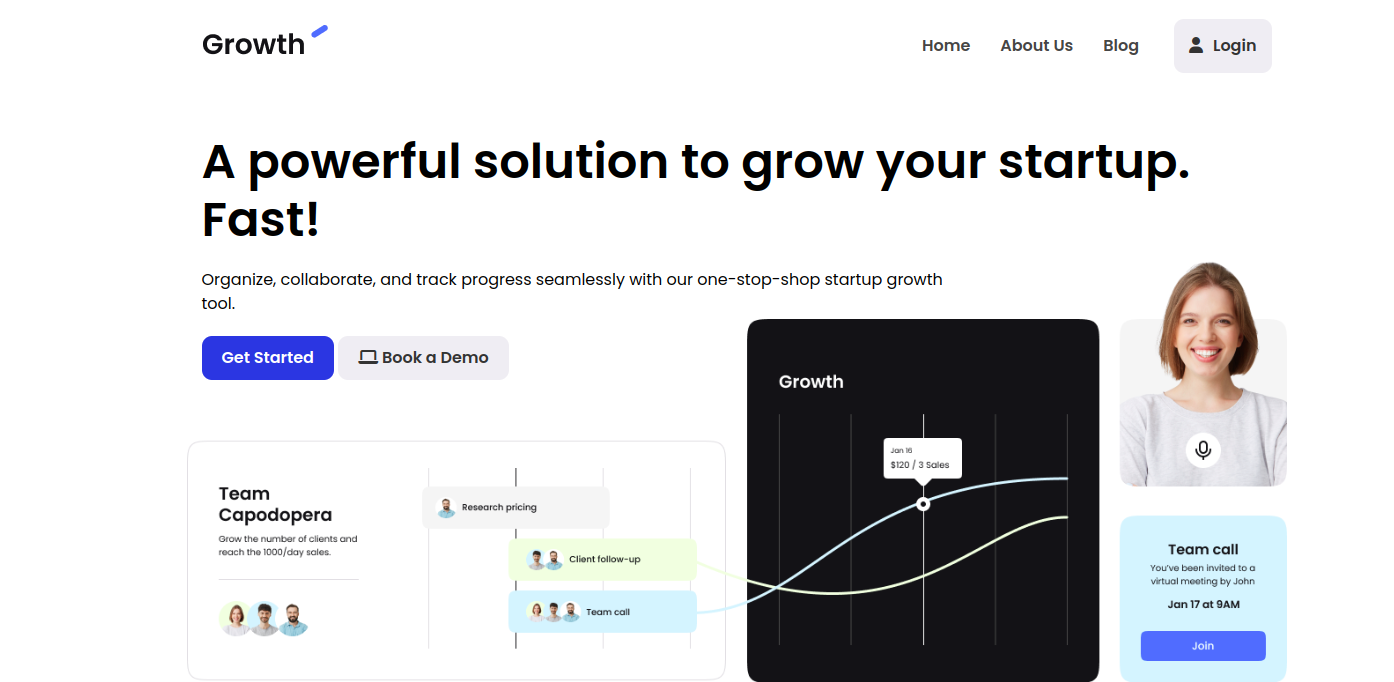 Growth
Home
About Us
Blog
Login
A powerful solution to grow your startup.
Fast!
Organize, collaborate, and track progress seamlessly with our one-stop-shop startup growth
tool.
Get Started
Book a Demo
Team
Capodopera
Grow the number of clients and
reach the 1000/day sales.
Research pricing
Client follow-up
Team call
Growth
Jan 16
$120 / 3 Sales
Team call
You've been invited to a
virtual meeting by John
Jan 17 at 9AM
Join